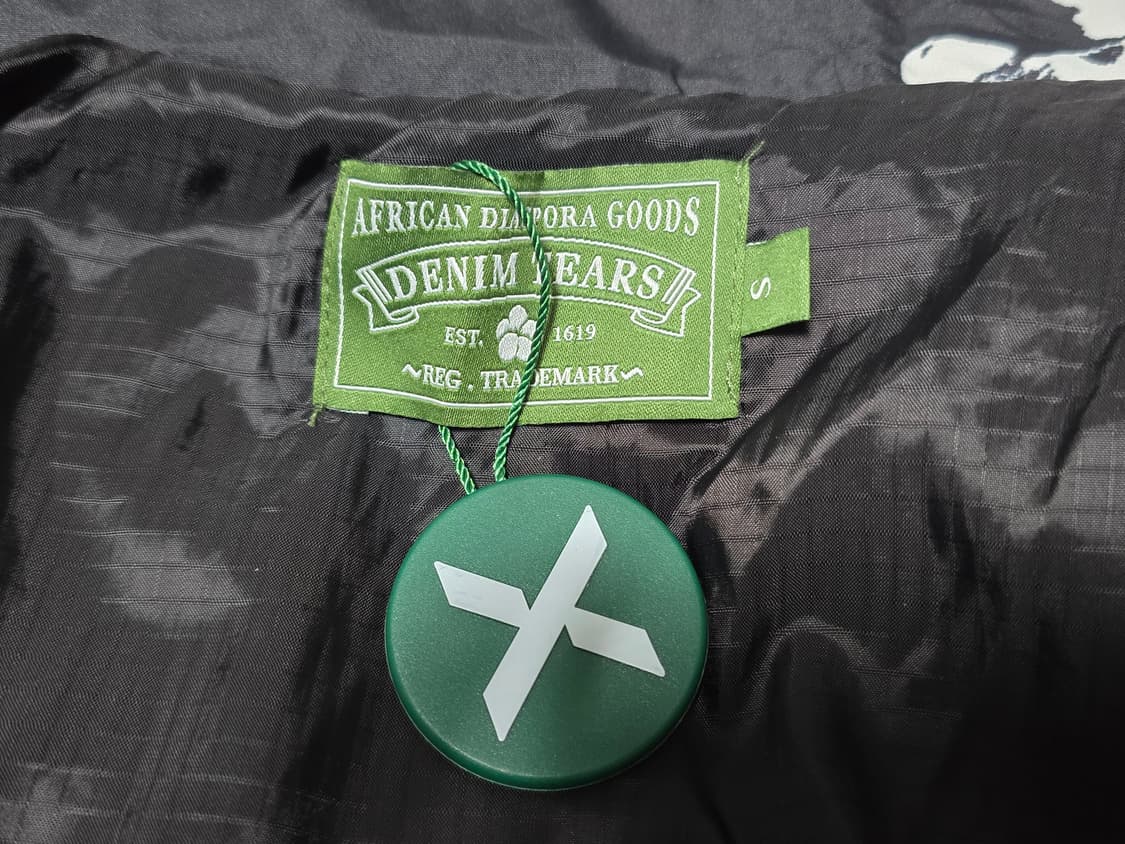 AFRICAN DIASPORA GOODS
DENIM TEARS
EST. 1619
~REG. TRADEMARK~
S
X